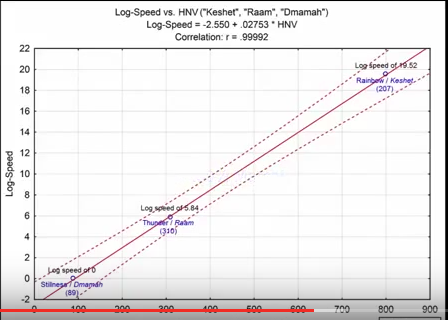 Log-Speed vs. HNV ("Keshet", "Raam", "Dmamah")
Log-Speed = -2.550 + .02753 * HNV
Correlation: r = .99992
22
20
18
16
14
12
10
8
6
4
2
0
-2
Log-Speed
Log speed of 19.52
Rainbow / Keshet
(207)
Log speed of 5.84
Thunder / Raam
(310)
Log speed of 0
Stillness / Dmamah
(89)
0
100
200
300
400
500
600
700
800
900